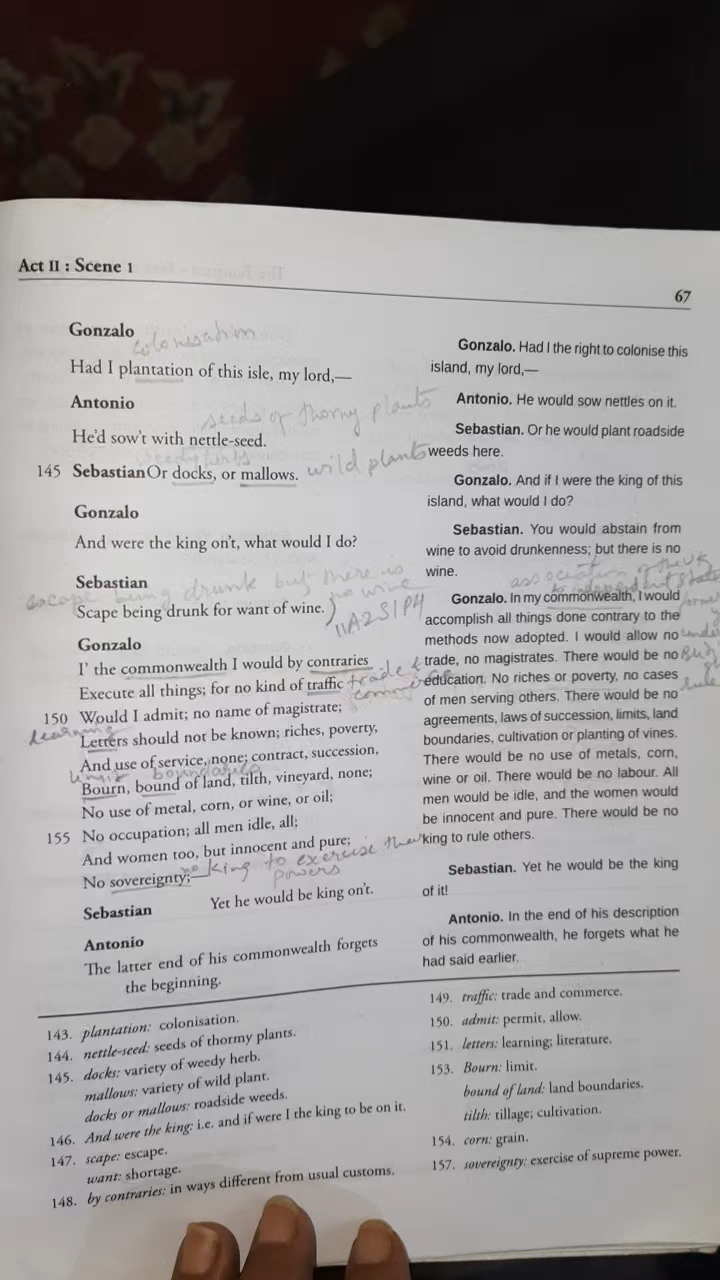 Act II : Scene 1
67
Gonzalo
colonisation
Had I plantation of this isle, my lord,—
Antonio
seeds of thorny plants
He'd sow't with nettle-seed.
weedy herb
145 Sebastian Or docks, or mallows. wild plants
Gonzalo
And were the king on't, what would I do?
Sebastian
escape being drunk but there is no wine
Scape being drunk for want of wine.
11A2S1P4
Gonzalo
I' the commonwealth I would by contraries
Execute all things; for no kind of traffic trade & commerce
150 Would I admit; no name of magistrate;
learning
Letters should not be known; riches, poverty,
And use of service, none; contract, succession,
limit boundaries
Bourn, bound of land, tilth, vineyard, none;
No use of metal, corn, or wine, or oil;
155 No occupation; all men idle, all;
And women too, but innocent and pure;
No sovereignty;— no king to exercise their powers
Sebastian Yet he would be king on't.
Antonio
The latter end of his commonwealth forgets
the beginning.
Gonzalo. Had I the right to colonise this
island, my lord,—
Antonio. He would sow nettles on it.
Sebastian. Or he would plant roadside
weeds here.
Gonzalo. And if I were the king of this
island, what would I do?
Sebastian. You would abstain from
wine to avoid drunkenness; but there is no
wine.
association of the UK
to independent states
Gonzalo. In my commonwealth, I would
accomplish all things done contrary to the
methods now adopted. I would allow no
trade, no magistrates. There would be no
education. No riches or poverty, no cases
of men serving others. There would be no
agreements, laws of succession, limits, land
boundaries, cultivation or planting of vines.
There would be no use of metals, corn,
wine or oil. There would be no labour. All
men would be idle, and the women would
be innocent and pure. There would be no
king to rule others.
under
rule
Sebastian. Yet he would be the king
of it!
Antonio. In the end of his description
of his commonwealth, he forgets what he
had said earlier.
143. plantation: colonisation.
144. nettle-seed: seeds of thorny plants.
145. docks: variety of weedy herb.
mallows: variety of wild plant.
docks or mallows: roadside weeds.
146. And were the king: i.e. and if were I the king to be on it.
147. scape: escape.
want: shortage.
148. by contraries: in ways different from usual customs.
149. traffic: trade and commerce.
150. admit: permit, allow.
151. letters: learning; literature.
153. Bourn: limit.
bound of land: land boundaries.
tilth: tillage; cultivation.
154. corn: grain.
157. sovereignty: exercise of supreme power.